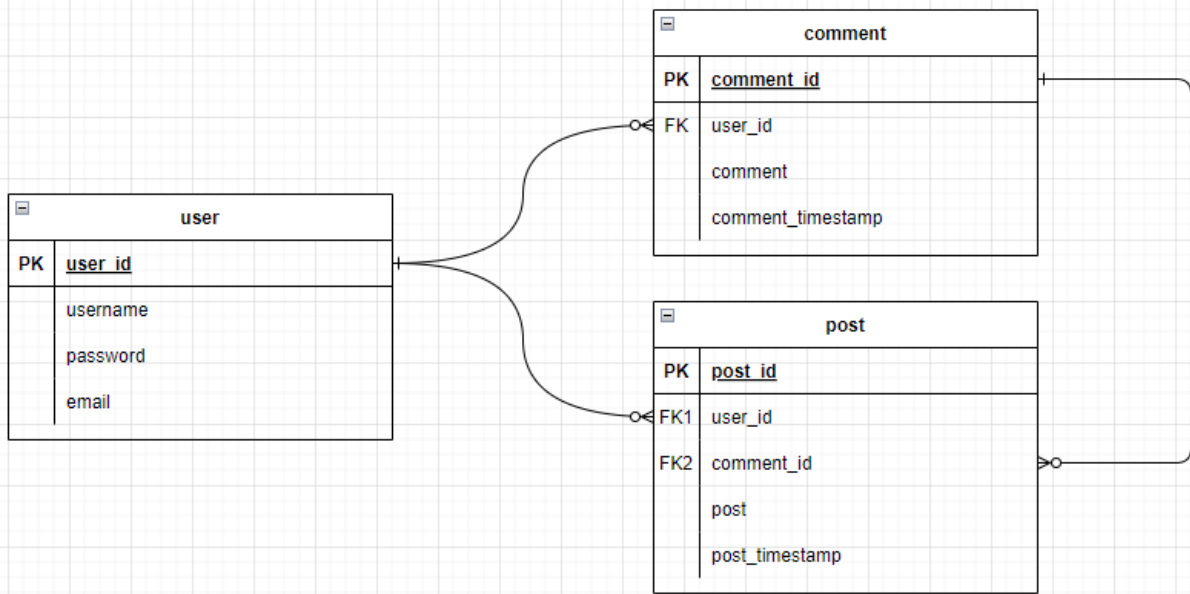 comment
PK comment_id
FK user_id
comment
comment_timestamp
user
PK user_id
username
password
email
post
PK post_id
FK1 user_id
FK2 comment_id
post
post_timestamp